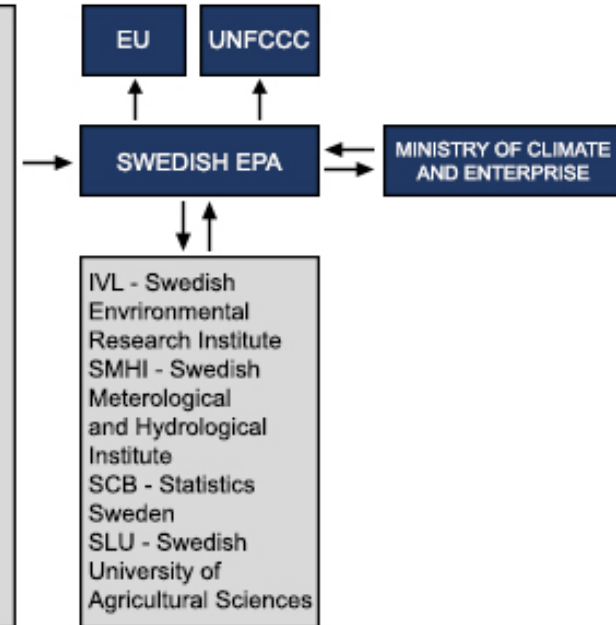 EU
UNFCCC
SWEDISH EPA
MINISTRY OF CLIMATE
AND ENTERPRISE
IVL - Swedish
Envrironmental
Research Institute
SMHI - Swedish
Meterological
and Hydrological
Institute
SCB - Statistics
Sweden
SLU - Swedish
University of
Agricultural Sciences